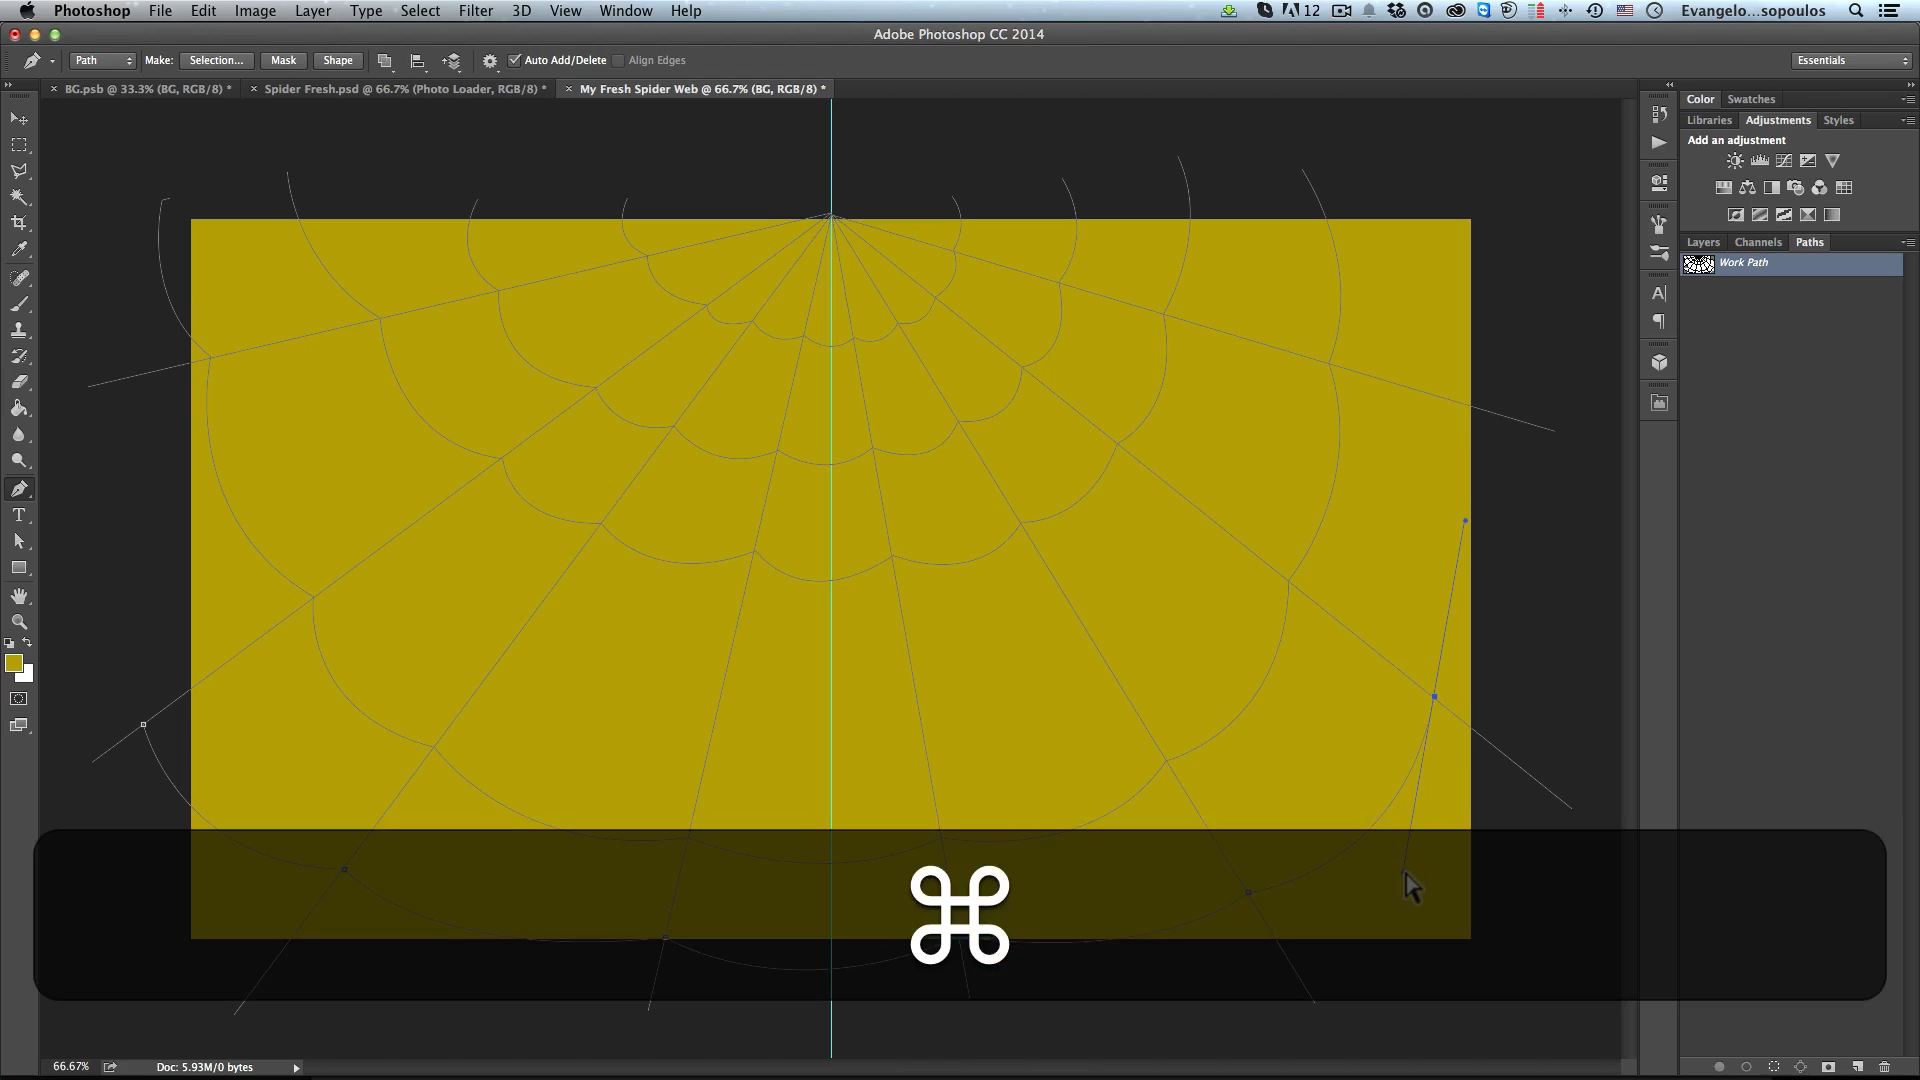 Photoshop File Edit Image Layer Type Select Filter 3D View Window Help 12 Evangelo...sopoulos
Adobe Photoshop CC 2014
Path Make: Selection... Mask Shape Auto Add/Delete Align Edges Essentials
BG.psb @ 33.3% (BG, RGB/8) * Spider Fresh.psd @ 66.7% (Photo Loader, RGB/8) * My Fresh Spider Web @ 66.7% (BG, RGB/8) *
Color Swatches
Libraries Adjustments Styles
Add an adjustment
Layers Channels Paths
Work Path
66.67% Doc: 5.93M/0 bytes